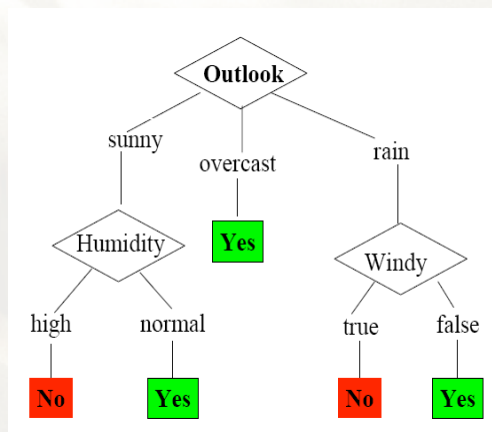 Outlook
sunny
overcast
rain
Yes
Humidity
Windy
high
normal
true
false
No
Yes
No
Yes